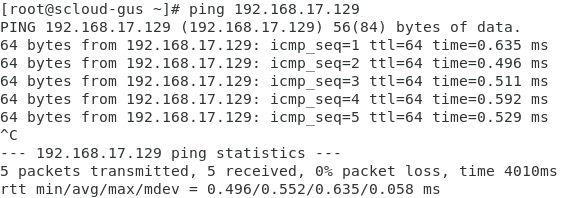 [root@scloud-gus ~]# ping 192.168.17.129
PING 192.168.17.129 (192.168.17.129) 56(84) bytes of data.
64 bytes from 192.168.17.129: icmp_seq=1 ttl=64 time=0.635 ms
64 bytes from 192.168.17.129: icmp_seq=2 ttl=64 time=0.496 ms
64 bytes from 192.168.17.129: icmp_seq=3 ttl=64 time=0.511 ms
64 bytes from 192.168.17.129: icmp_seq=4 ttl=64 time=0.592 ms
64 bytes from 192.168.17.129: icmp_seq=5 ttl=64 time=0.529 ms
^C
--- 192.168.17.129 ping statistics ---
5 packets transmitted, 5 received, 0% packet loss, time 4010ms
rtt min/avg/max/mdev = 0.496/0.552/0.635/0.058 ms